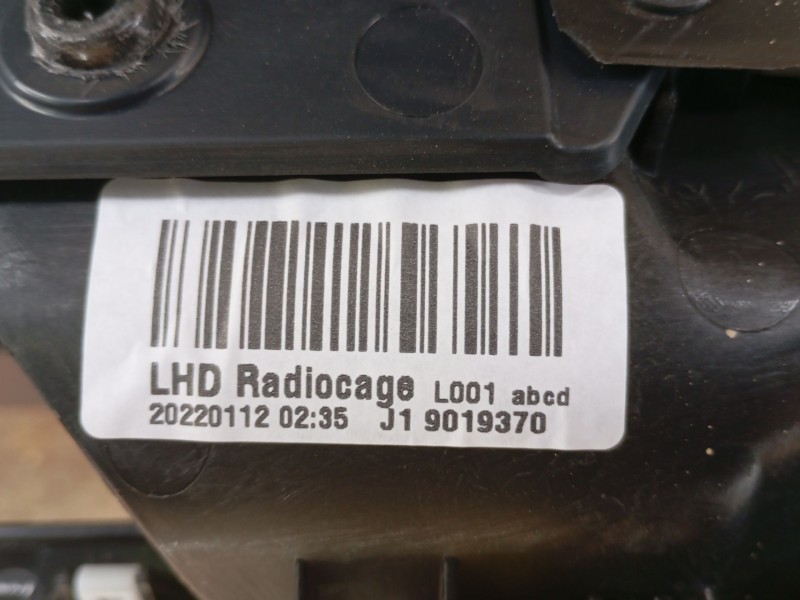 LHD Radiocage L001 abcd
20220112 02:35 J1 9019370